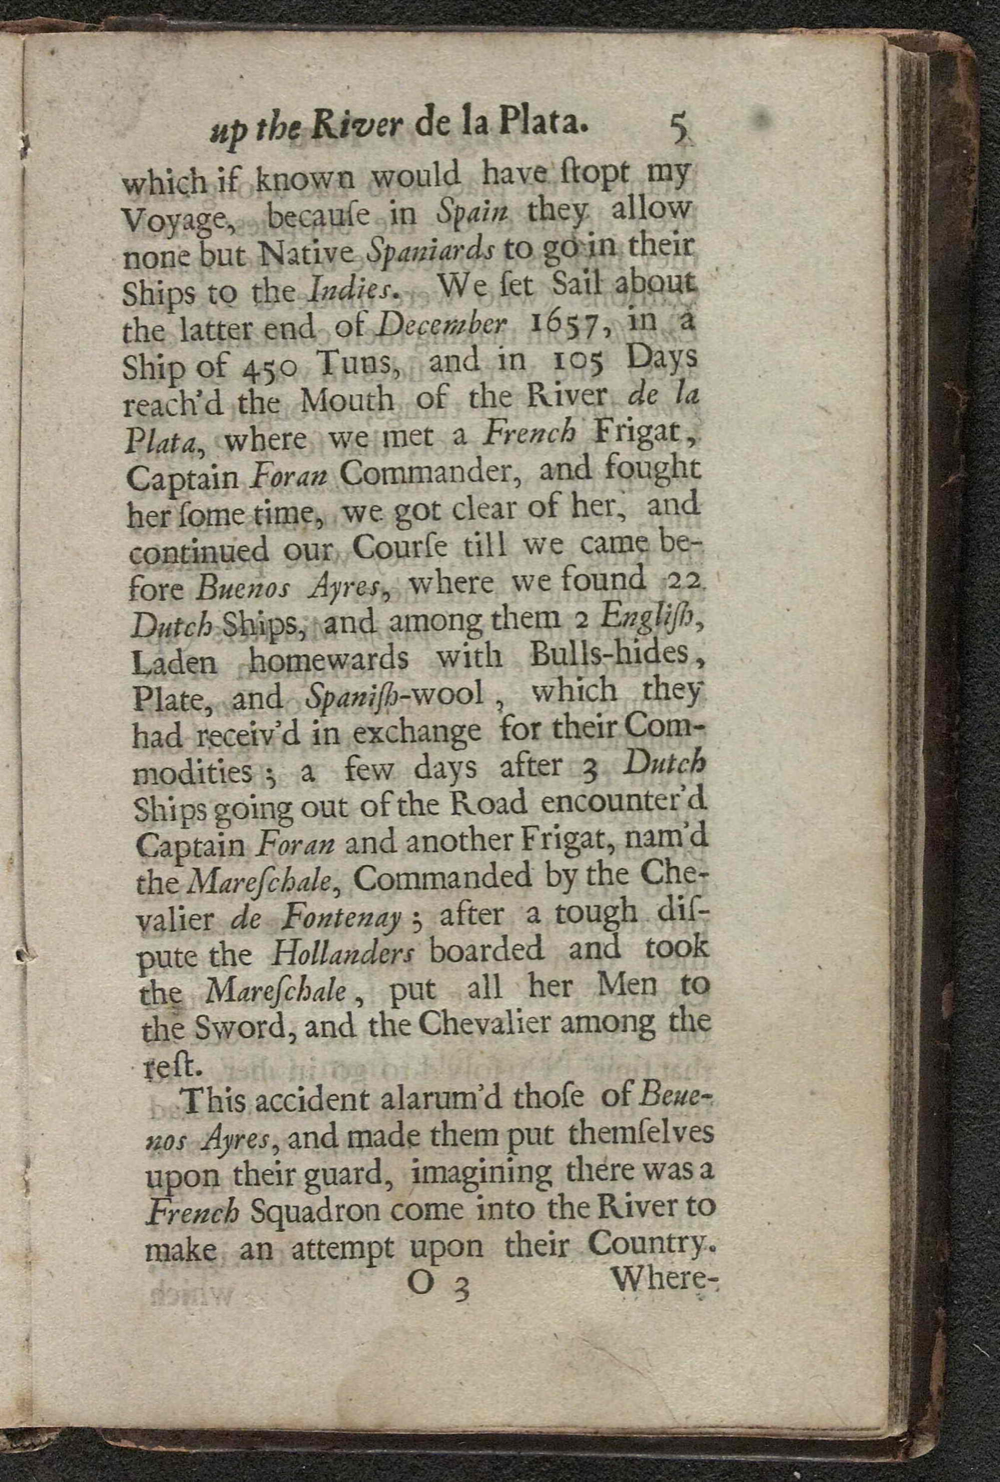 up the River de la Plata. 5
which if known would have ſtopt my
Voyage, becauſe in Spain they allow
none but Native Spaniards to go in their
Ships to the Indies. We ſet Sail about
the latter end of December 1657, in a
Ship of 450 Tuns, and in 105 Days
reach'd the Mouth of the River de la
Plata, where we met a French Frigat,
Captain Foran Commander, and fought
her ſome time, we got clear of her, and
continued our Courſe till we came be-
fore Buenos Ayres, where we found 22
Dutch Ships, and among them 2 Engliſh,
Laden homewards with Bulls-hides,
Plate, and Spaniſh-wool, which they
had receiv'd in exchange for their Com-
modities; a few days after 3 Dutch
Ships going out of the Road encounter'd
Captain Foran and another Frigat, nam'd
the Mareſchale, Commanded by the Che-
valier de Fontenay; after a tough diſ-
pute the Hollanders boarded and took
the Mareſchale, put all her Men to
the Sword, and the Chevalier among the
reſt.
This accident alarum'd thoſe of Beue-
nos Ayres, and made them put themſelves
upon their guard, imagining there was a
French Squadron come into the River to
make an attempt upon their Country.
O 3 Where-